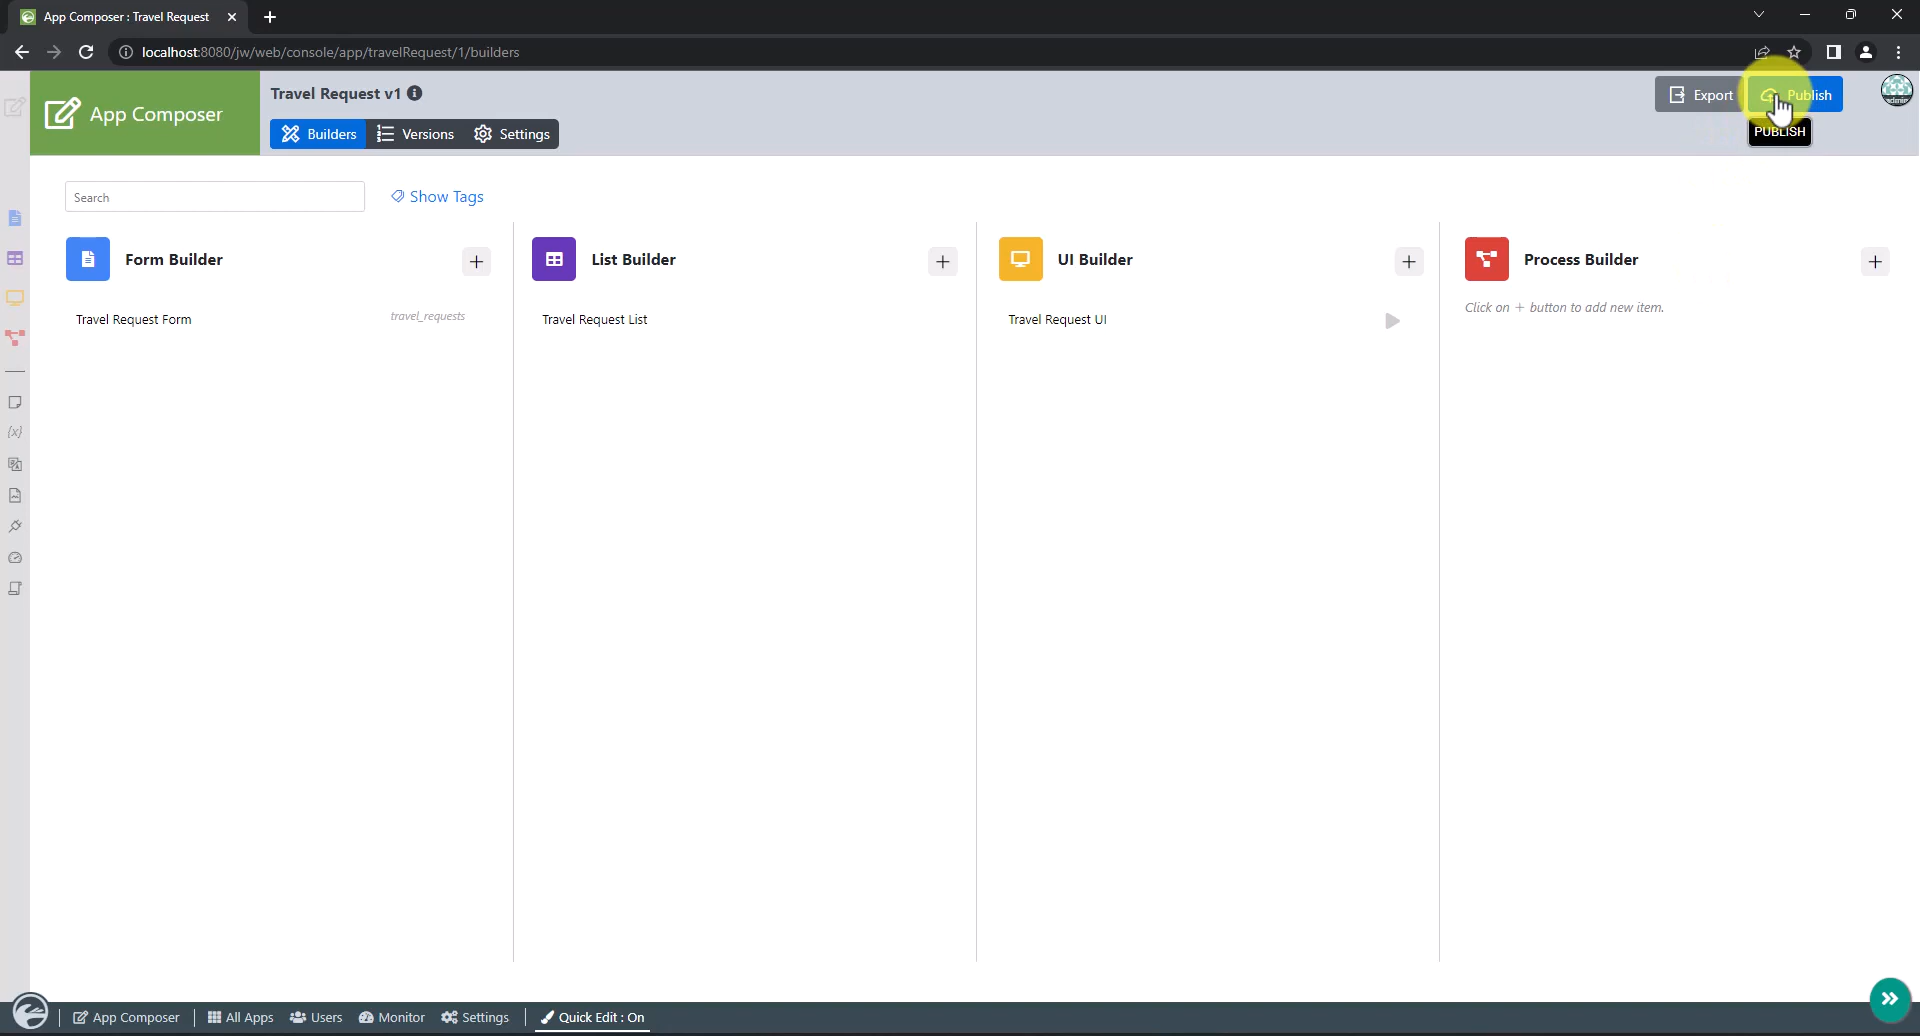 App Composer : Travel Request
localhost:8080/jw/web/console/app/travelRequest/1/builders
App Composer
Travel Request v1
Export
Publish
PUBLISH
Builders
Versions
Settings
Search
Show Tags
Form Builder
List Builder
UI Builder
Process Builder
Travel Request Form
travel_requests
Travel Request List
Travel Request UI
Click on + button to add new item.
{x}
App Composer
All Apps
Users
Monitor
Settings
Quick Edit : On